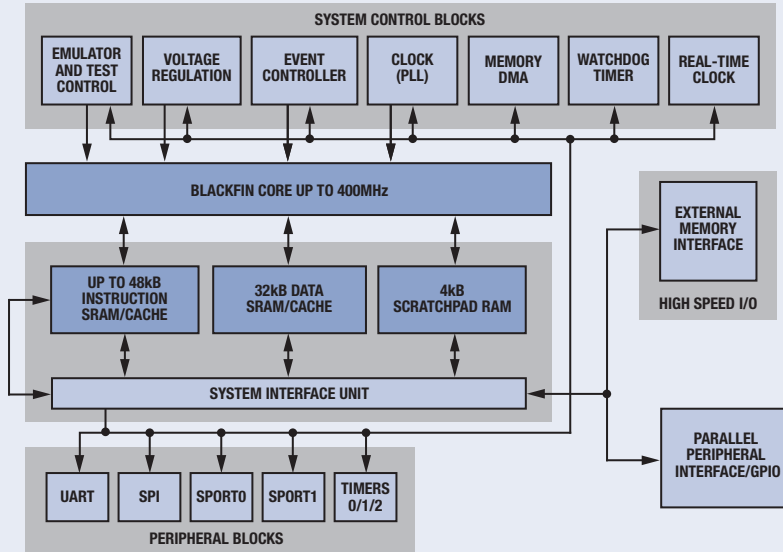 SYSTEM CONTROL BLOCKS
EMULATOR
AND TEST
CONTROL
VOLTAGE
REGULATION
EVENT
CONTROLLER
CLOCK
(PLL)
MEMORY
DMA
WATCHDOG
TIMER
REAL-TIME
CLOCK
BLACKFIN CORE UP TO 400MHz
EXTERNAL
MEMORY
INTERFACE
HIGH SPEED I/O
UP TO 48kB
INSTRUCTION
SRAM/CACHE
32kB DATA
SRAM/CACHE
4kB
SCRATCHPAD RAM
SYSTEM INTERFACE UNIT
PARALLEL
PERIPHERAL
INTERFACE/GPIO
UART
SPI
SPORT0
SPORT1
TIMERS
0/1/2
PERIPHERAL BLOCKS